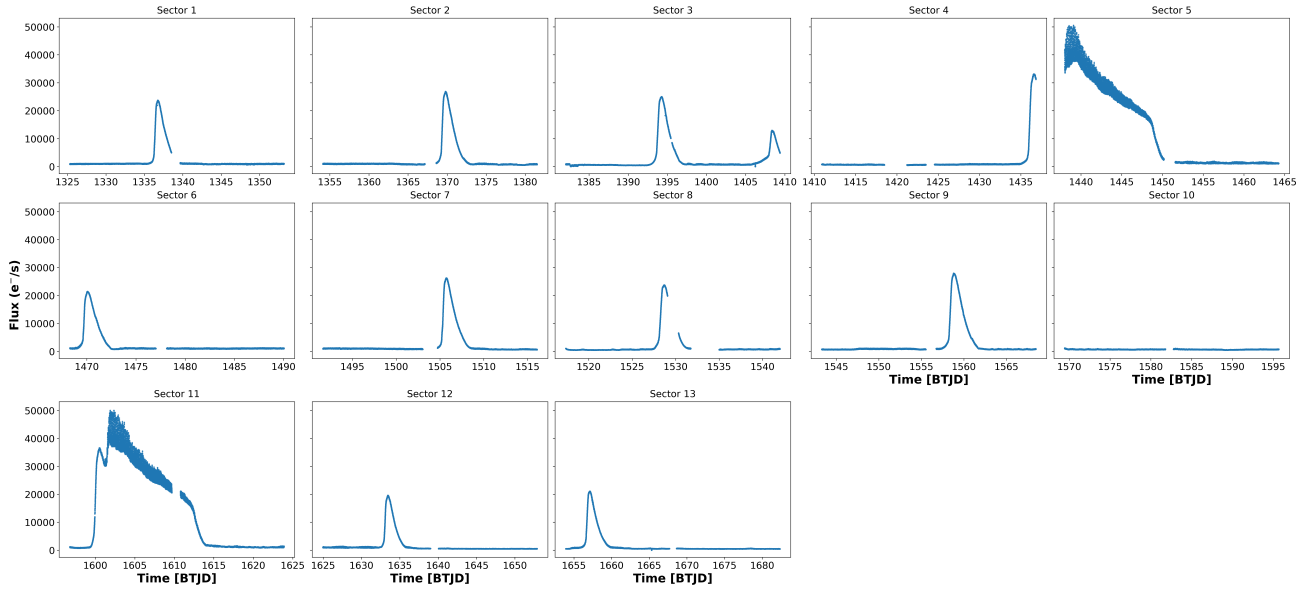 Sector 1 Sector 2 Sector 3 Sector 4 Sector 5
50000
40000
30000
20000
10000
0
1325 1330 1335 1340 1345 1350 1355 1360 1365 1370 1375 1380 1385 1390 1395 1400 1405 1410 1410 1415 1420 1425 1430 1435 1440 1445 1450 1455 1460 1465
Sector 6 Sector 7 Sector 8 Sector 9 Sector 10
50000
40000
30000
20000
10000
0
Flux (e⁻/s)
1470 1475 1480 1485 1490 1495 1500 1505 1510 1515 1520 1525 1530 1535 1540 1545 1550 1555 1560 1565 1570 1575 1580 1585 1590 1595
Time [BTJD] Time [BTJD]
Sector 11 Sector 12 Sector 13
50000
40000
30000
20000
10000
0
1600 1605 1610 1615 1620 1625 1625 1630 1635 1640 1645 1650 1655 1660 1665 1670 1675 1680
Time [BTJD] Time [BTJD] Time [BTJD]